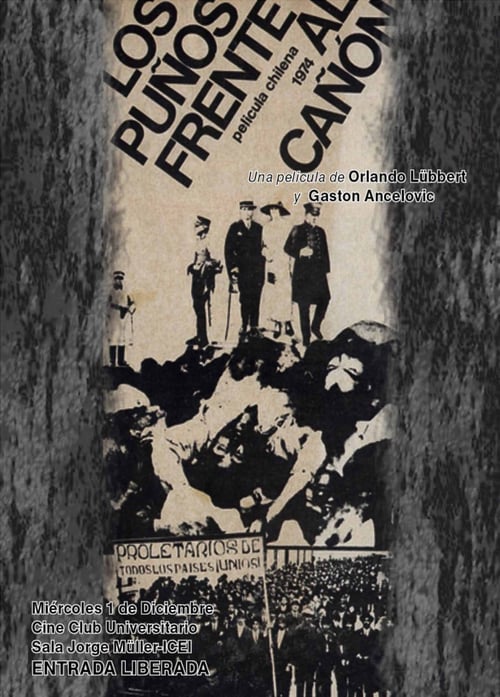 LOS
PUÑOS
FRENTE AL
CAÑÓN
película chilena
1974
Una película de Orlando Lübbert
y Gaston Ancelovic
PROLETARIOS DE
TODOS LOS PAISES ¡UNIOS!
Miércoles 1 de Diciembre
Cine Club Universitario
Sala Jorge Müller-ICEI
ENTRADA LIBERADA